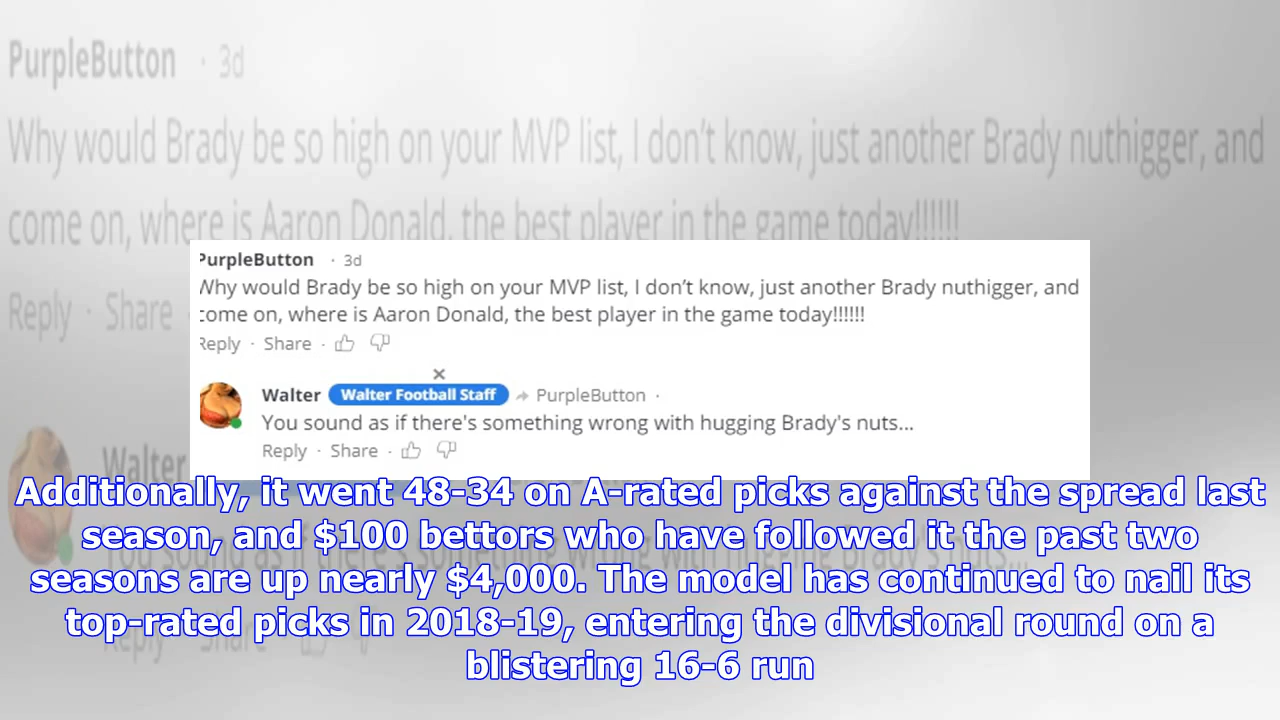 PurpleButton · 3d
Why would Brady be so high on your MVP list, I don't know, just another Brady nuthigger, and
come on, where is Aaron Donald, the best player in the game today!!!!!!
Reply · Share
PurpleButton · 3d
Why would Brady be so high on your MVP list, I don't know, just another Brady nuthigger, and
come on, where is Aaron Donald, the best player in the game today!!!!!!
Reply · Share ·
Walter Walter Football Staff PurpleButton ·
You sound as if there's something wrong with hugging Brady's nuts...
Reply · Share ·
Walter
Additionally, it went 48-34 on A-rated picks against the spread last
season, and $100 bettors who have followed it the past two
seasons are up nearly $4,000. The model has continued to nail its
top-rated picks in 2018-19, entering the divisional round on a
blistering 16-6 run